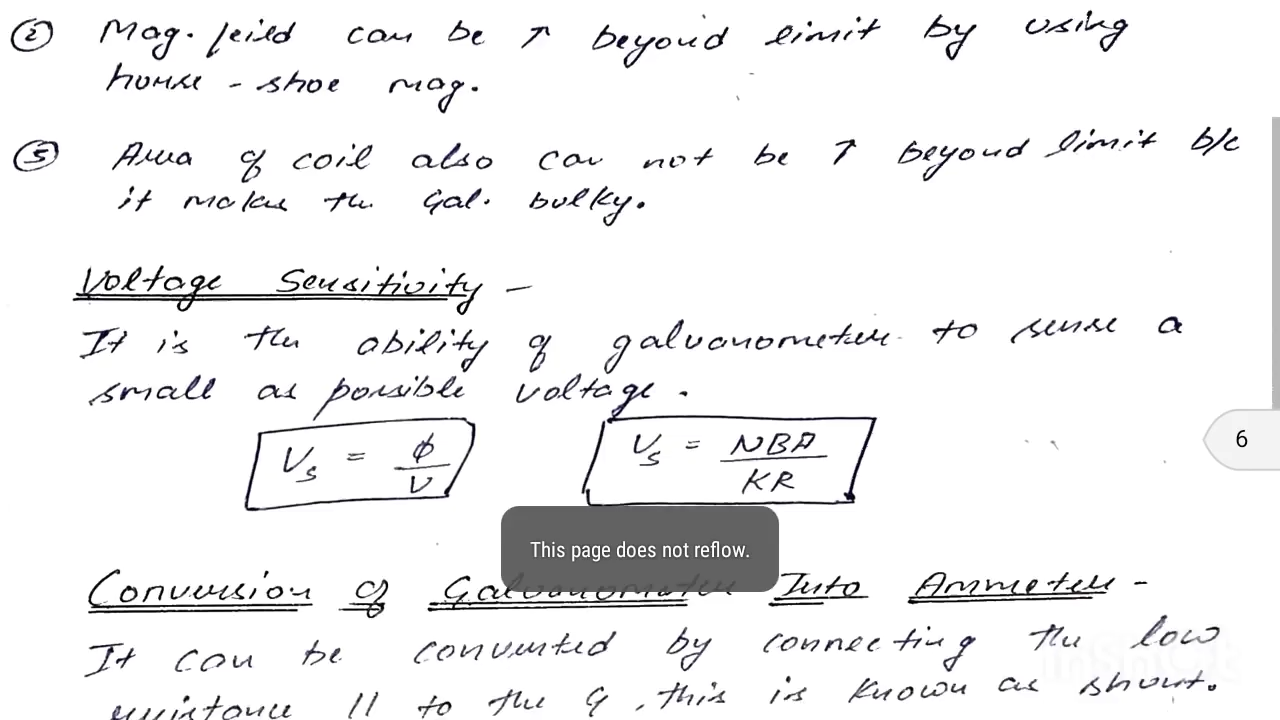 ② Mag. feild can be ↑ beyond limit by using
horse - shoe mag.
③ Area of coil also can not be ↑ beyond limit b/c
it makes the Gal. bulky.
Voltage Sensitivity -
It is the ability of galvanometer to sense a
small as possible voltage.
Vs = φ/V    Vs = NBA/KR
6
This page does not reflow.
Conversion of Galvanometer Into Ammeter -
It can be converted by connecting the low
resistance || to the G, this is known as shunt.